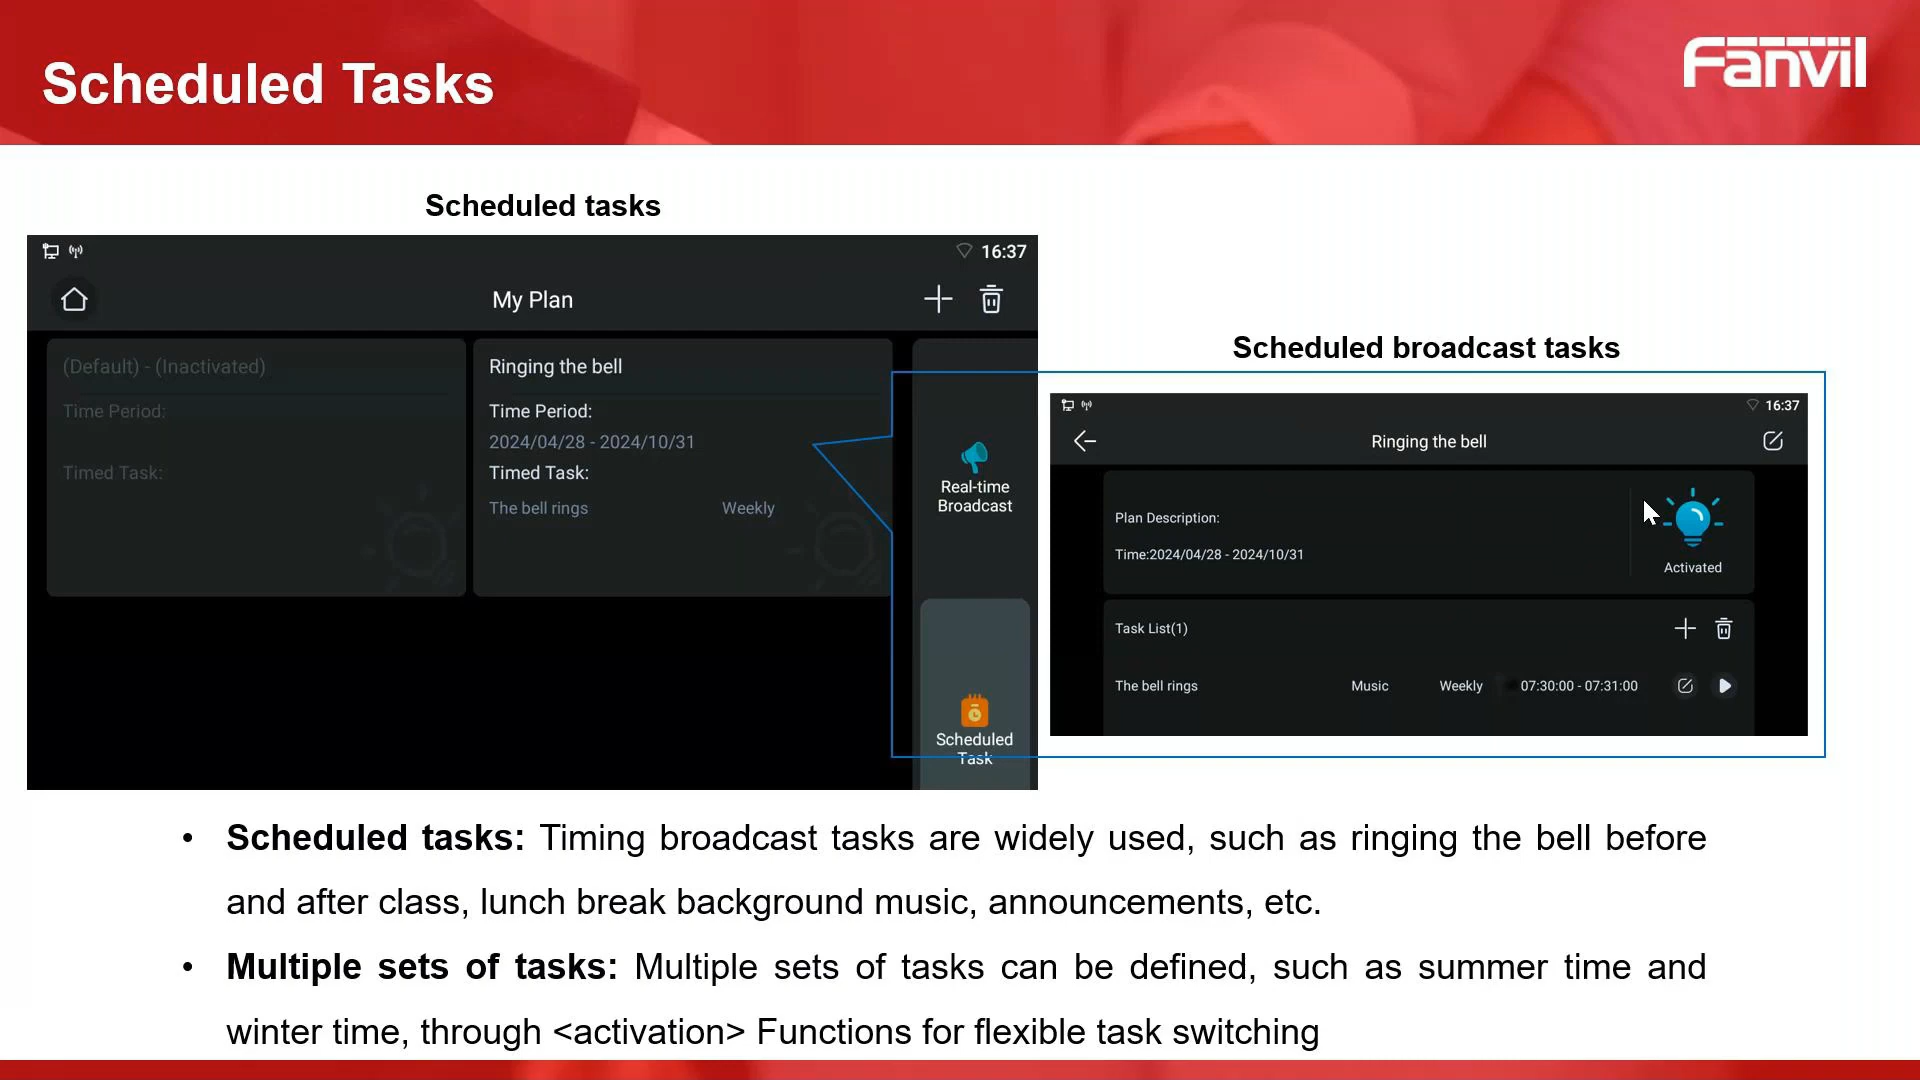 Scheduled Tasks
Fanvil
Scheduled tasks
16:37
My Plan
(Default) - (Inactivated)
Time Period:
Timed Task:
Ringing the bell
Time Period:
2024/04/28 - 2024/10/31
Timed Task:
The bell rings Weekly
Real-time
Broadcast
Scheduled
Task
Scheduled broadcast tasks
16:37
Ringing the bell
Plan Description:
Time:2024/04/28 - 2024/10/31
Activated
Task List(1)
The bell rings Music Weekly 07:30:00 - 07:31:00
• Scheduled tasks: Timing broadcast tasks are widely used, such as ringing the bell before
and after class, lunch break background music, announcements, etc.
• Multiple sets of tasks: Multiple sets of tasks can be defined, such as summer time and
winter time, through <activation> Functions for flexible task switching